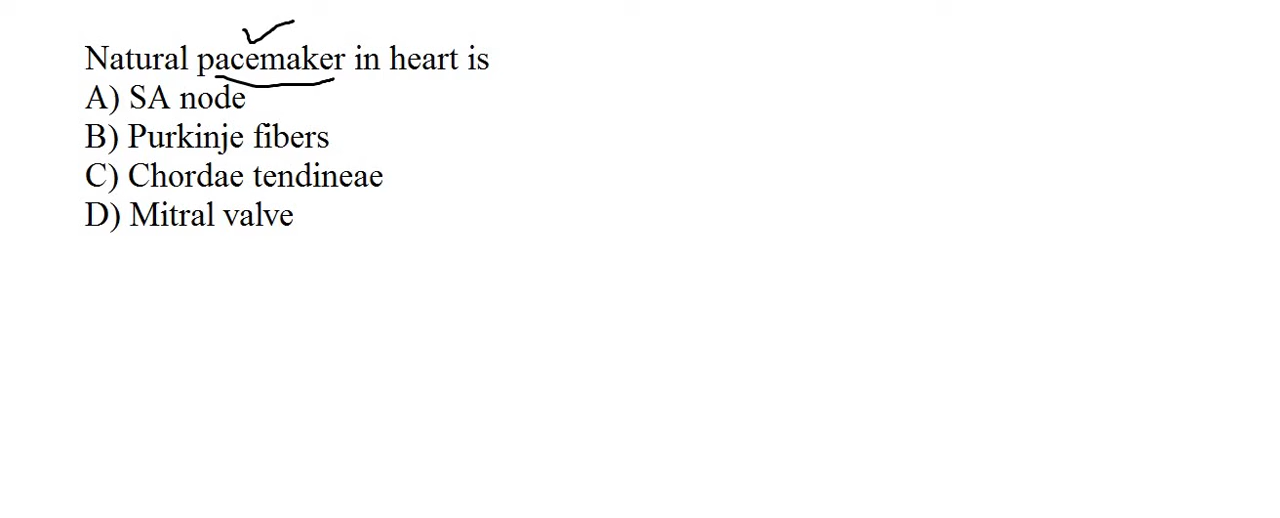 Natural pacemaker in heart is
A) SA node
B) Purkinje fibers
C) Chordae tendineae
D) Mitral valve